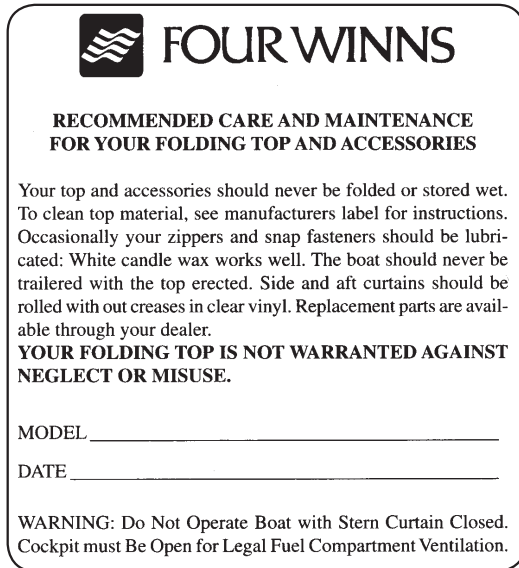 FOUR WINNS
RECOMMENDED CARE AND MAINTENANCE
FOR YOUR FOLDING TOP AND ACCESSORIES
Your top and accessories should never be folded or stored wet.
To clean top material, see manufacturers label for instructions.
Occasionally your zippers and snap fasteners should be lubri-
cated: White candle wax works well. The boat should never be
trailered with the top erected. Side and aft curtains should be
rolled with out creases in clear vinyl. Replacement parts are avail-
able through your dealer.
YOUR FOLDING TOP IS NOT WARRANTED AGAINST
NEGLECT OR MISUSE.
MODEL
DATE
WARNING: Do Not Operate Boat with Stern Curtain Closed.
Cockpit must Be Open for Legal Fuel Compartment Ventilation.